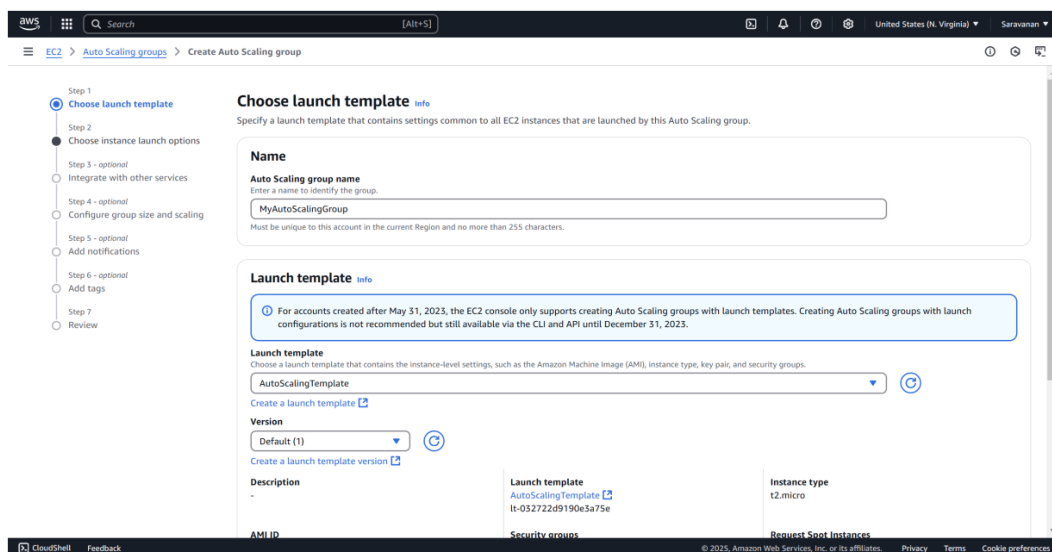 aws
Search [Alt+S]
United States (N. Virginia) Saravanan
EC2 > Auto Scaling groups > Create Auto Scaling group
Step 1
Choose launch template
Step 2
Choose instance launch options
Step 3 - optional
Integrate with other services
Step 4 - optional
Configure group size and scaling
Step 5 - optional
Add notifications
Step 6 - optional
Add tags
Step 7
Review
Choose launch template Info
Specify a launch template that contains settings common to all EC2 instances that are launched by this Auto Scaling group.
Name
Auto Scaling group name
Enter a name to identify the group.
MyAutoScalingGroup
Must be unique to this account in the current Region and no more than 255 characters.
Launch template Info
For accounts created after May 31, 2023, the EC2 console only supports creating Auto Scaling groups with launch templates. Creating Auto Scaling groups with launch
configurations is not recommended but still available via the CLI and API until December 31, 2023.
Launch template
Choose a launch template that contains the instance-level settings, such as the Amazon Machine Image (AMI), instance type, key pair, and security groups.
AutoScalingTemplate
Create a launch template
Version
Default (1)
Create a launch template version
Description
-
Launch template
AutoScalingTemplate
lt-032722d9190e3a75e
Instance type
t2.micro
AMI ID
Security groups
Request Spot Instances
CloudShell Feedback
© 2025, Amazon Web Services, Inc. or its affiliates. Privacy Terms Cookie preferences